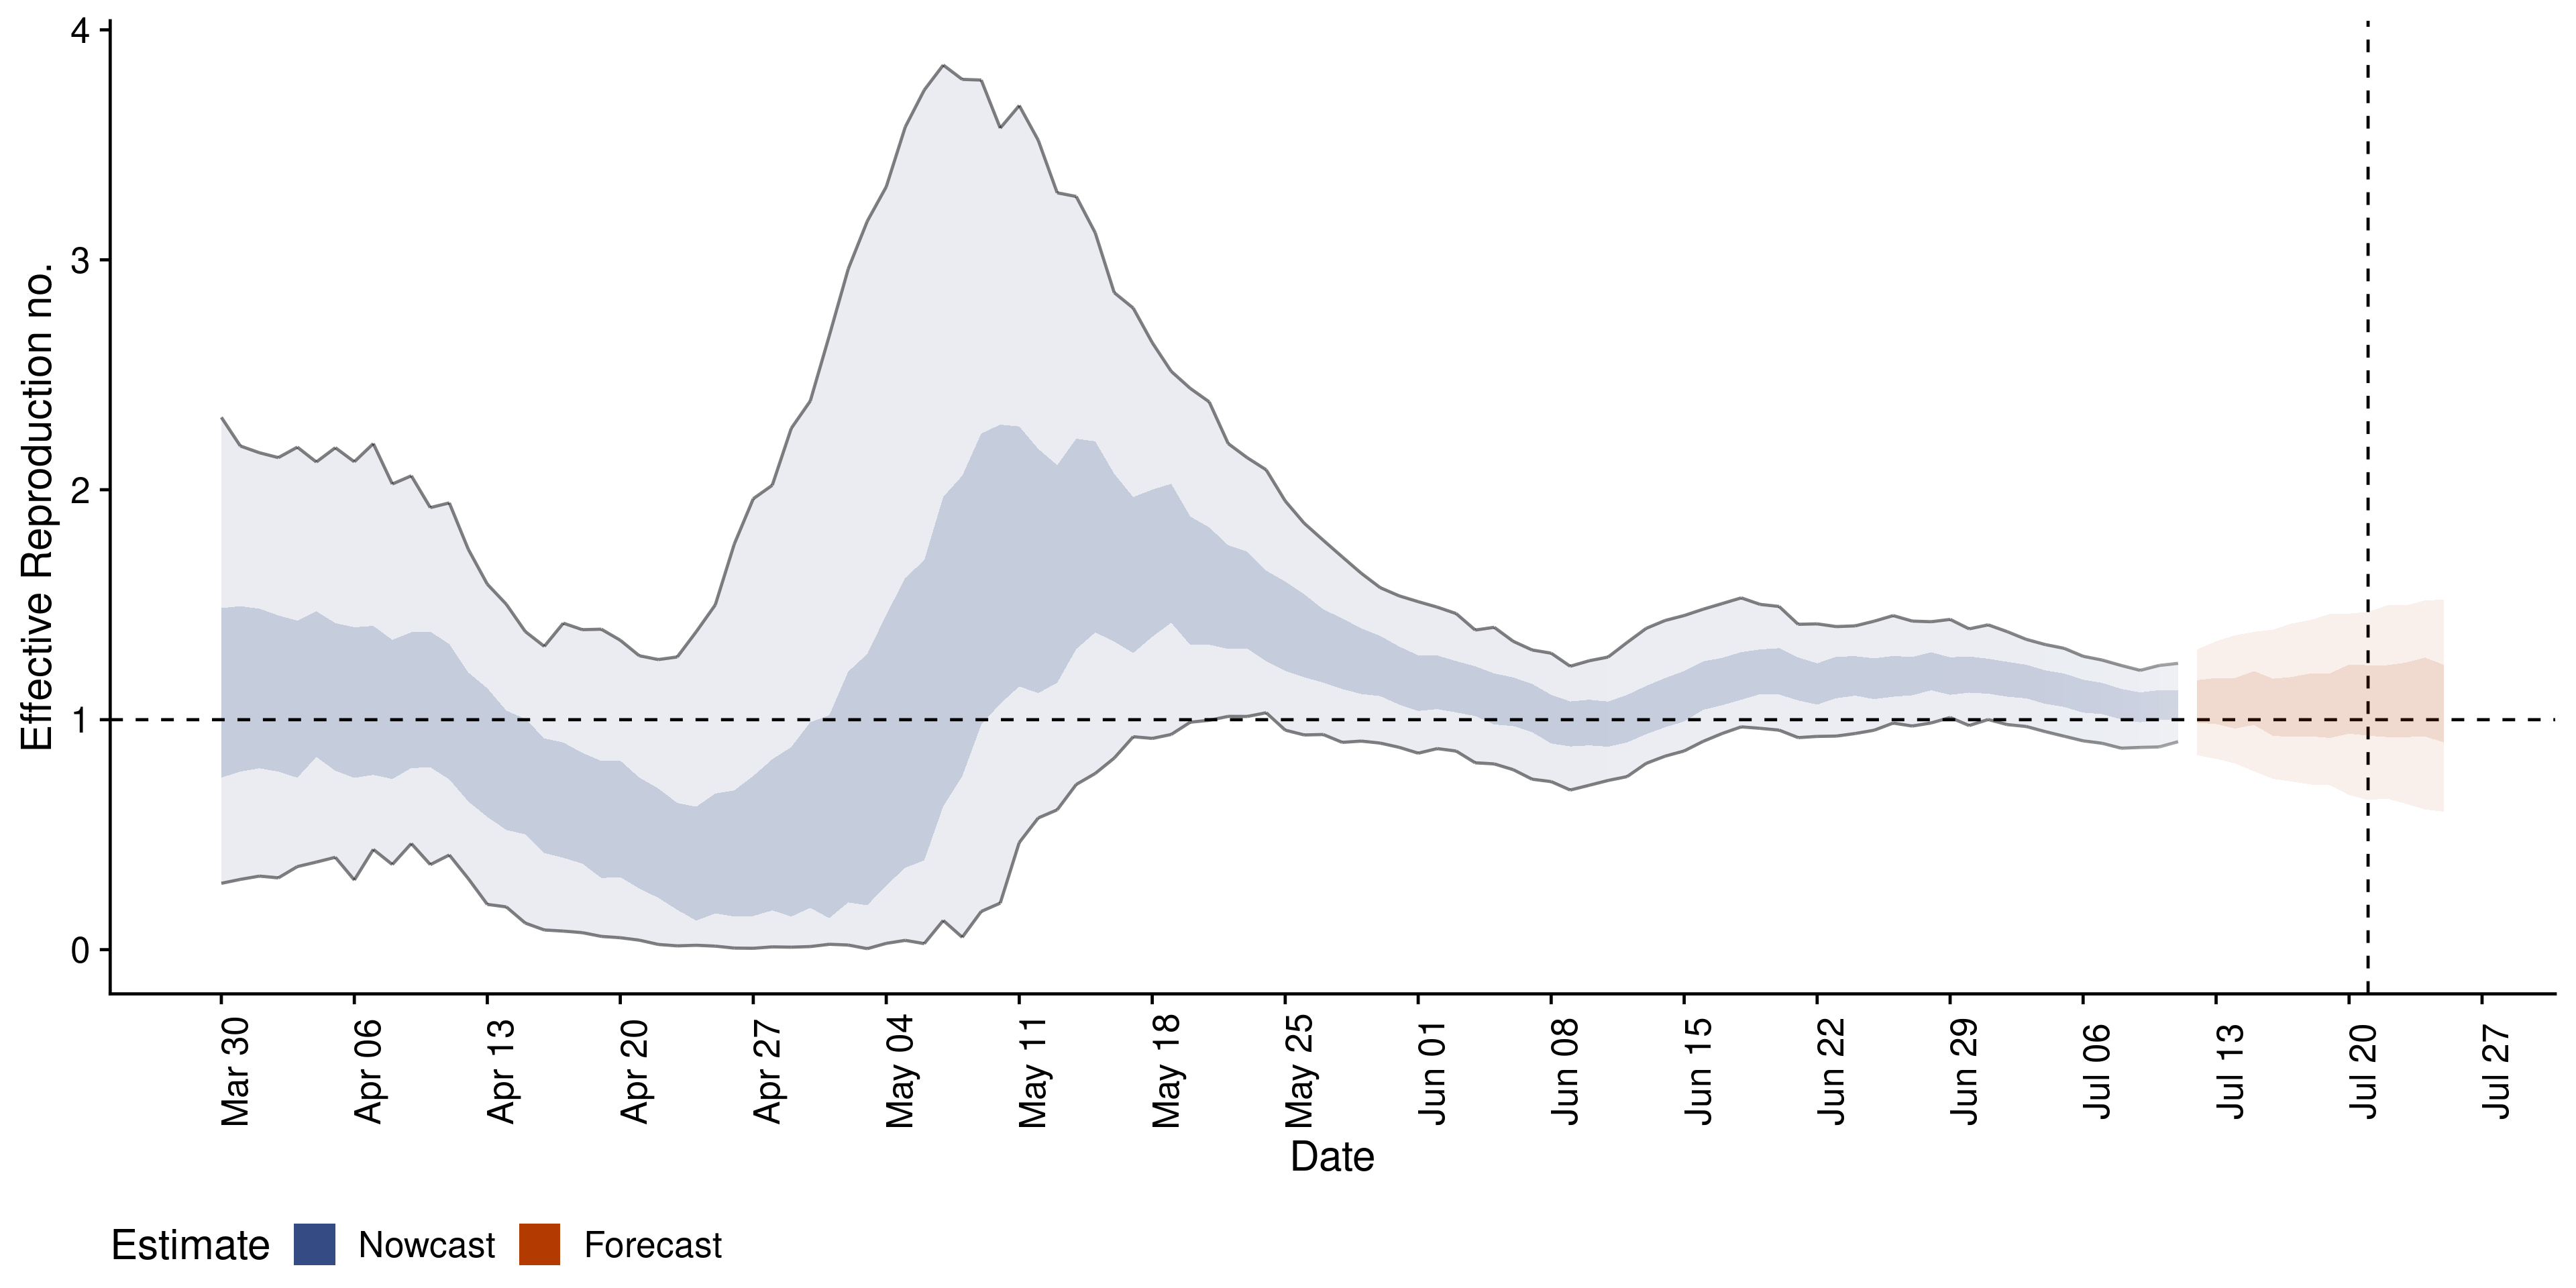 Effective Reproduction no.
4
3
2
1
0
Mar 30
Apr 06
Apr 13
Apr 20
Apr 27
May 04
May 11
May 18
May 25
Jun 01
Jun 08
Jun 15
Jun 22
Jun 29
Jul 06
Jul 13
Jul 20
Jul 27
Date
Estimate Nowcast Forecast